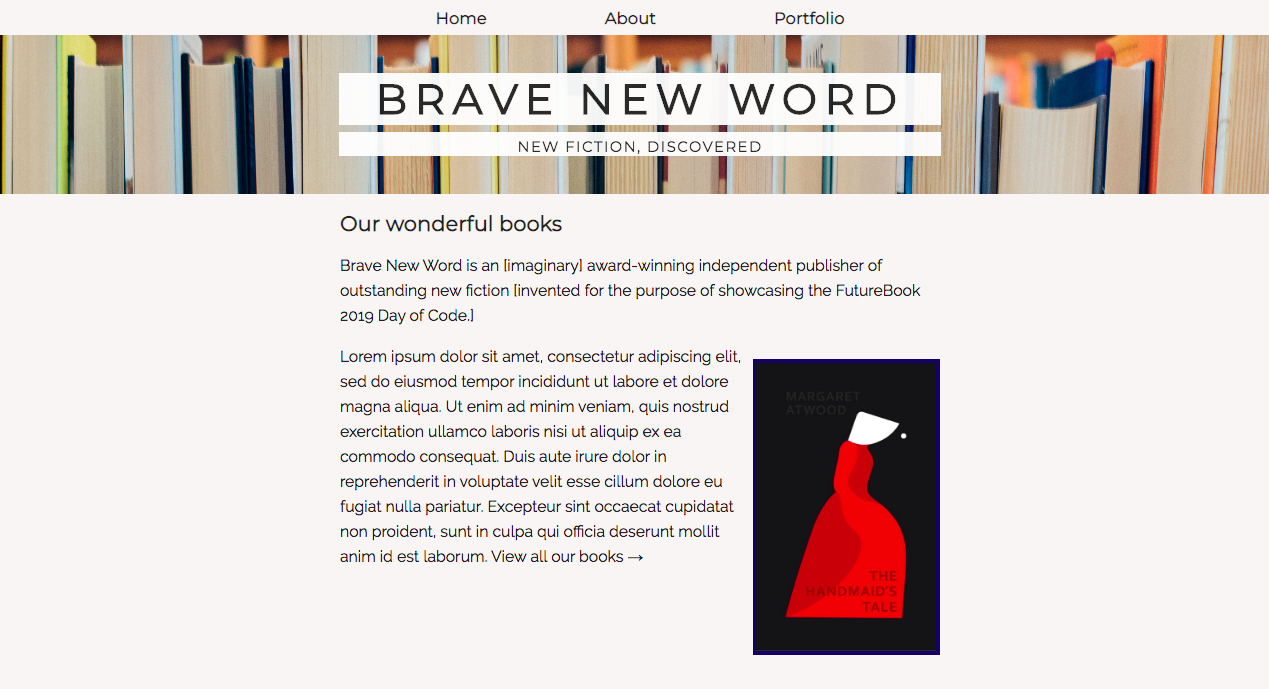 Home About Portfolio
BRAVE NEW WORD
NEW FICTION, DISCOVERED
Our wonderful books
Brave New Word is an [imaginary] award-winning independent publisher of
outstanding new fiction [invented for the purpose of showcasing the FutureBook
2019 Day of Code.]
Lorem ipsum dolor sit amet, consectetur adipiscing elit,
sed do eiusmod tempor incididunt ut labore et dolore
magna aliqua. Ut enim ad minim veniam, quis nostrud
exercitation ullamco laboris nisi ut aliquip ex ea
commodo consequat. Duis aute irure dolor in
reprehenderit in voluptate velit esse cillum dolore eu
fugiat nulla pariatur. Excepteur sint occaecat cupidatat
non proident, sunt in culpa qui officia deserunt mollit
anim id est laborum. View all our books →
MARGARET
ATWOOD
THE
HANDMAID'S
TALE